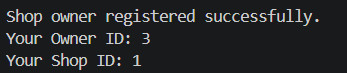 Shop owner registered successfully.
Your Owner ID: 3
Your Shop ID: 1